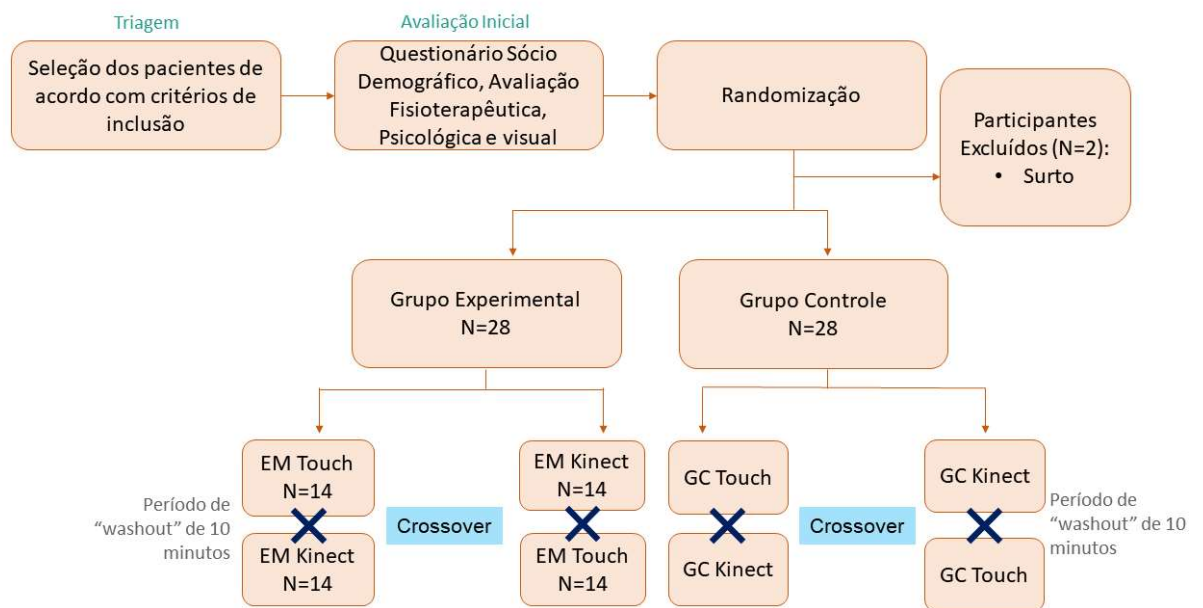 Triagem
Seleção dos pacientes de
acordo com critérios de
inclusão
Avaliação Inicial
Questionário Sócio
Demográfico, Avaliação
Fisioterapêutica,
Psicológica e visual
Randomização
Participantes
Excluídos (N=2):
• Surto
Grupo Experimental
N=28
Grupo Controle
N=28
Período de
“washout” de 10
minutos
EM Touch
N=14
EM Kinect
N=14
Crossover
EM Kinect
N=14
EM Touch
N=14
GC Touch
GC Kinect
Crossover
GC Kinect
GC Touch
Período de
“washout” de 10
minutos